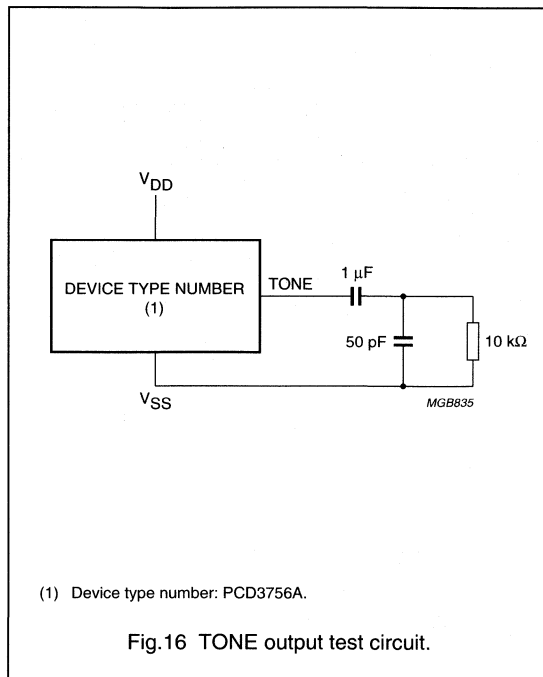 VDD
DEVICE TYPE NUMBER
(1)
TONE
1 µF
50 pF
10 kΩ
VSS
MGB835
(1) Device type number: PCD3756A.
Fig.16 TONE output test circuit.